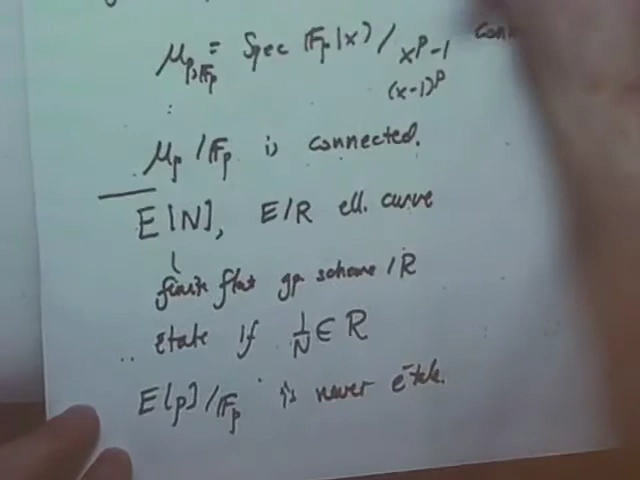 μ_{p,𝔽_p} = Spec 𝔽_p[x] / x^p - 1
(x-1)^p
μ_p / 𝔽_p is connected.
E[N], E/R ell. curve
finite flat gp scheme / R
etale if 1/N ∈ R
E[p]/𝔽_p is never étale.